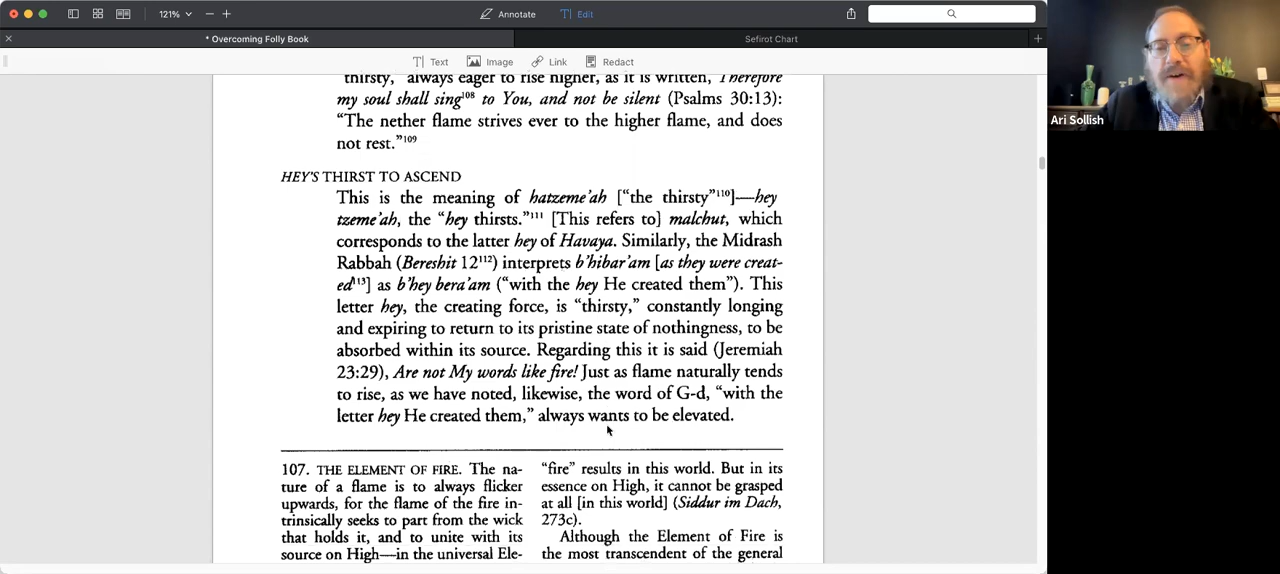 121%
Annotate
Edit
* Overcoming Folly Book
Sefirot Chart
Text
Image
Link
Redact
thirsty," always eager to rise higher, as it is written, Therefore
my soul shall sing¹⁰⁸ to You, and not be silent (Psalms 30:13):
"The nether flame strives ever to the higher flame, and does
not rest."¹⁰⁹
HEY'S THIRST TO ASCEND
This is the meaning of hatzeme'ah ["the thirsty"¹¹⁰]—hey
tzeme'ah, the "hey thirsts."¹¹¹ [This refers to] malchut, which
corresponds to the latter hey of Havaya. Similarly, the Midrash
Rabbah (Bereshit 12¹¹²) interprets b'hibar'am [as they were creat-
ed¹¹³] as b'hey bera'am ("with the hey He created them"). This
letter hey, the creating force, is "thirsty," constantly longing
and expiring to return to its pristine state of nothingness, to be
absorbed within its source. Regarding this it is said (Jeremiah
23:29), Are not My words like fire! Just as flame naturally tends
to rise, as we have noted, likewise, the word of G-d, "with the
letter hey He created them," always wants to be elevated.
107. THE ELEMENT OF FIRE. The na-
ture of a flame is to always flicker
upwards, for the flame of the fire in-
trinsically seeks to part from the wick
that holds it, and to unite with its
source on High—in the universal Ele-
"fire" results in this world. But in its
essence on High, it cannot be grasped
at all [in this world] (Siddur im Dach,
273c).
Although the Element of Fire is
the most transcendent of the general
Ari Sollish